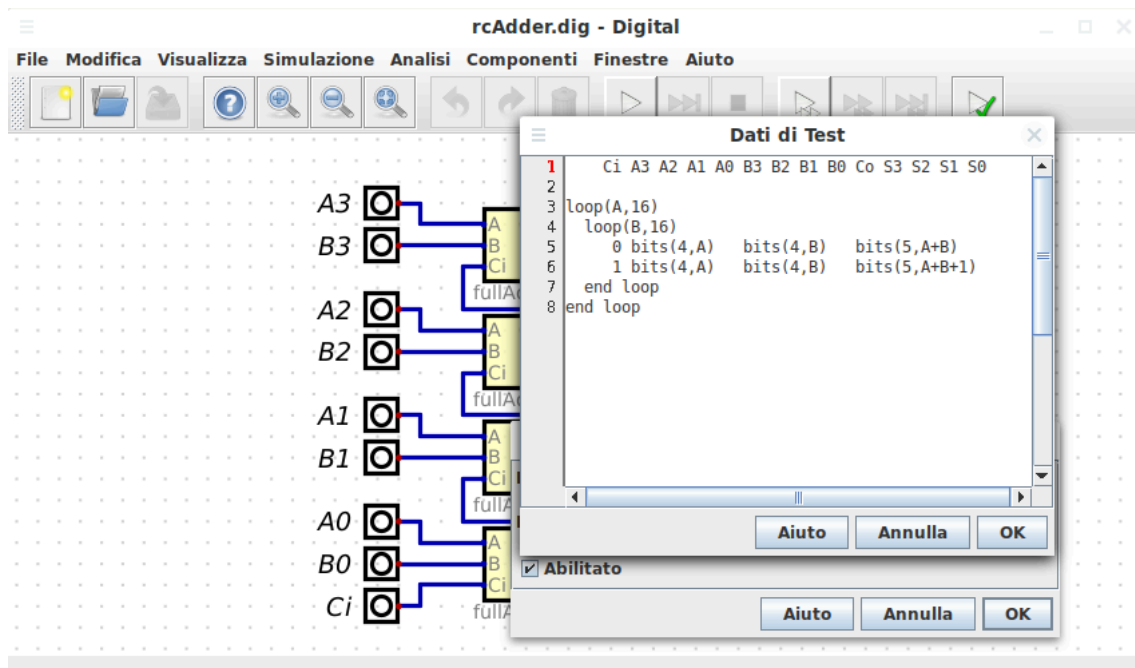 rcAdder.dig - Digital
File Modifica Visualizza Simulazione Analisi Componenti Finestre Aiuto
Dati di Test
1 Ci A3 A2 A1 A0 B3 B2 B1 B0 Co S3 S2 S1 S0
2
3 loop(A,16)
4 loop(B,16)
5 0 bits(4,A) bits(4,B) bits(5,A+B)
6 1 bits(4,A) bits(4,B) bits(5,A+B+1)
7 end loop
8 end loop
Aiuto Annulla OK
Abilitato
Aiuto Annulla OK
A3
B3
A
B
Ci
A2
B2
A
B
Ci
A1
B1
A
B
Ci
A0
B0
Ci
A
B
Ci